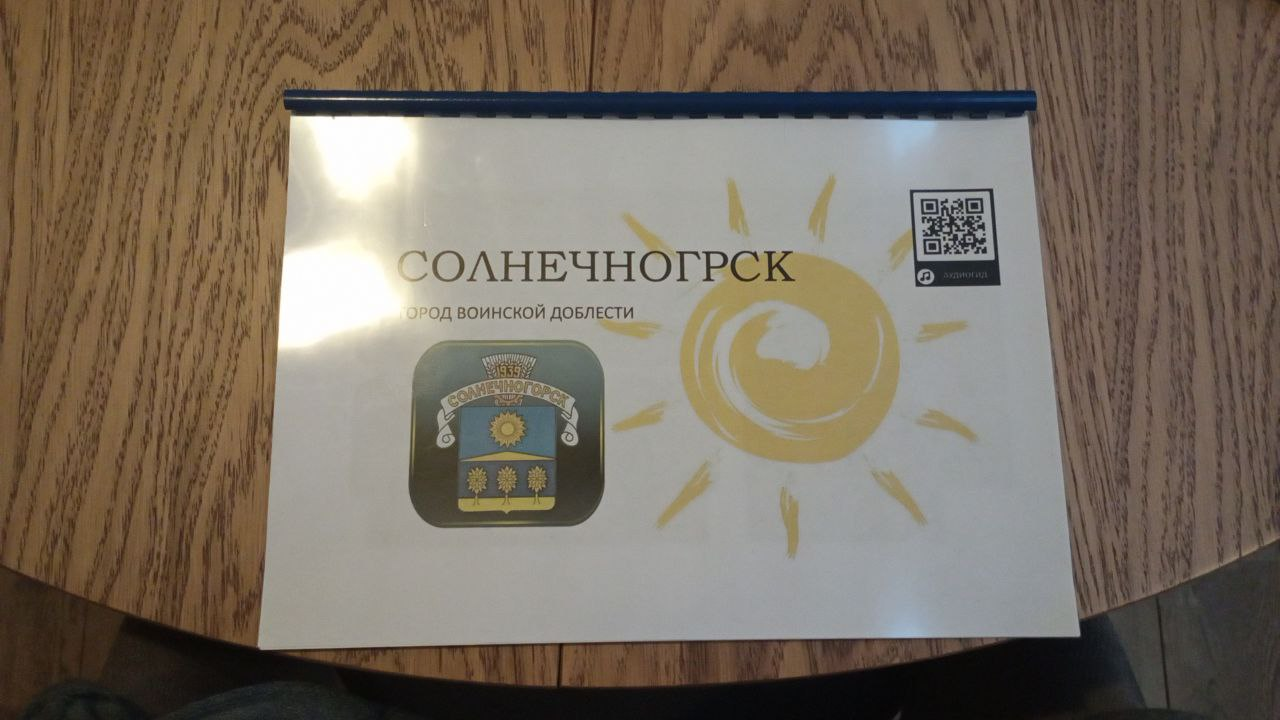 СОЛНЕЧНОГРСК
ГОРОД ВОИНСКОЙ ДОБЛЕСТИ
1939
СОЛНЕЧНОГОРСК
АУДИОГИД